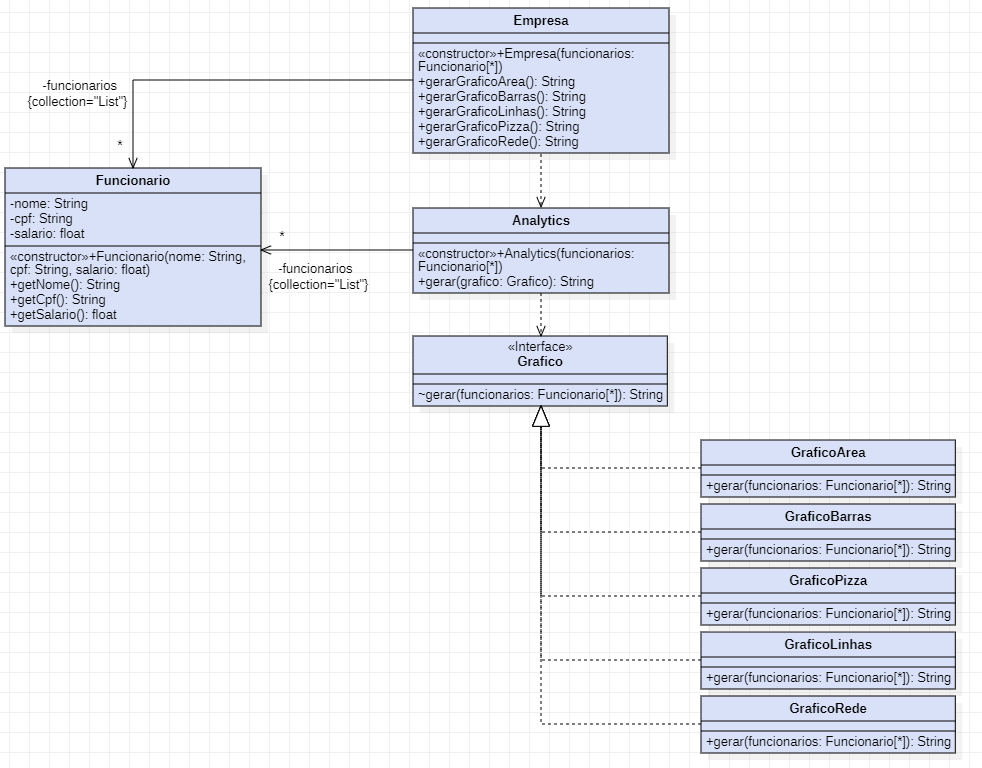 Empresa
«constructor»+Empresa(funcionarios:
Funcionario[*])
+gerarGraficoArea(): String
+gerarGraficoBarras(): String
+gerarGraficoLinhas(): String
+gerarGraficoPizza(): String
+gerarGraficoRede(): String
-funcionarios
{collection="List"}
*
Funcionario
-nome: String
-cpf: String
-salario: float
«constructor»+Funcionario(nome: String,
cpf: String, salario: float)
+getNome(): String
+getCpf(): String
+getSalario(): float
*
-funcionarios
{collection="List"}
Analytics
«constructor»+Analytics(funcionarios:
Funcionario[*])
+gerar(grafico: Grafico): String
«Interface»
Grafico
~gerar(funcionarios: Funcionario[*]): String
GraficoArea
+gerar(funcionarios: Funcionario[*]): String
GraficoBarras
+gerar(funcionarios: Funcionario[*]): String
GraficoPizza
+gerar(funcionarios: Funcionario[*]): String
GraficoLinhas
+gerar(funcionarios: Funcionario[*]): String
GraficoRede
+gerar(funcionarios: Funcionario[*]): String